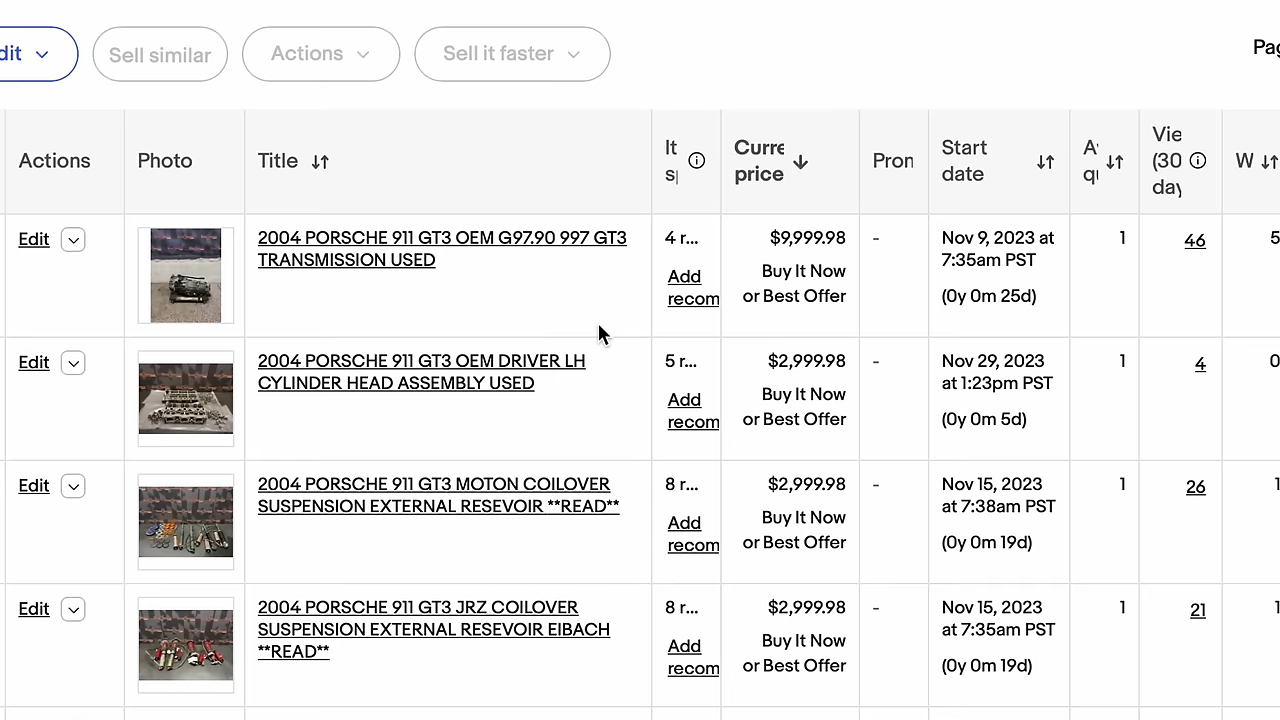 dit
Sell similar
Actions
Sell it faster
Pag
Actions
Photo
Title
It
sp
Curre
price
Prom
Start
date
Av
qu
Vie
(30
day
W
Edit
2004 PORSCHE 911 GT3 OEM G97.90 997 GT3
TRANSMISSION USED
4 r...
Add
recom
$9,999.98
Buy It Now
or Best Offer
-
Nov 9, 2023 at
7:35am PST
(0y 0m 25d)
1
46
5
Edit
2004 PORSCHE 911 GT3 OEM DRIVER LH
CYLINDER HEAD ASSEMBLY USED
5 r...
Add
recom
$2,999.98
Buy It Now
or Best Offer
-
Nov 29, 2023
at 1:23pm PST
(0y 0m 5d)
1
4
0
Edit
2004 PORSCHE 911 GT3 MOTON COILOVER
SUSPENSION EXTERNAL RESEVOIR **READ**
8 r...
Add
recom
$2,999.98
Buy It Now
or Best Offer
-
Nov 15, 2023
at 7:38am PST
(0y 0m 19d)
1
26
1
Edit
2004 PORSCHE 911 GT3 JRZ COILOVER
SUSPENSION EXTERNAL RESEVOIR EIBACH
**READ**
8 r...
Add
recom
$2,999.98
Buy It Now
or Best Offer
-
Nov 15, 2023
at 7:35am PST
(0y 0m 19d)
1
21
1